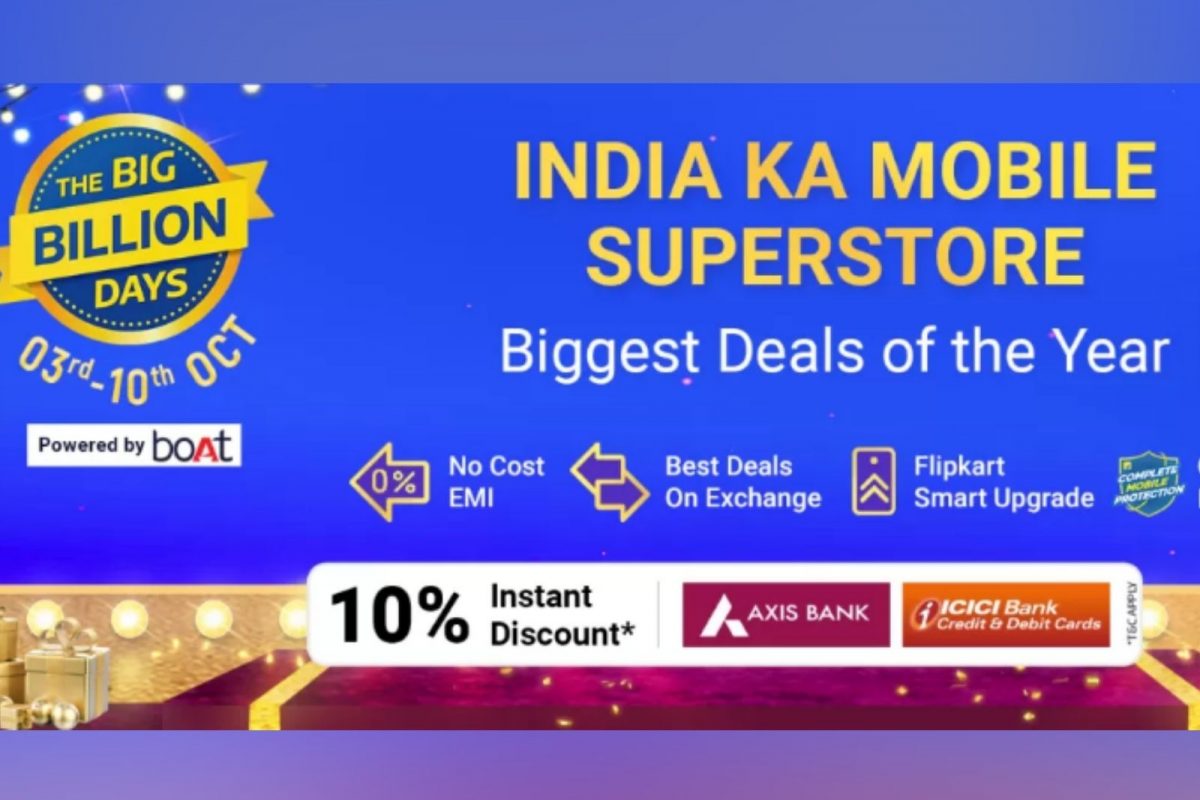 THE BIG
BILLION
DAYS
03rd-10th OCT
Powered by boAt
INDIA KA MOBILE
SUPERSTORE
Biggest Deals of the Year
0%
No Cost
EMI
Best Deals
On Exchange
Flipkart
Smart Upgrade
COMPLETE
MOBILE
PROTECTION
10%
Instant
Discount*
AXIS BANK
ICICI Bank
Credit & Debit Cards
*T&C APPLY